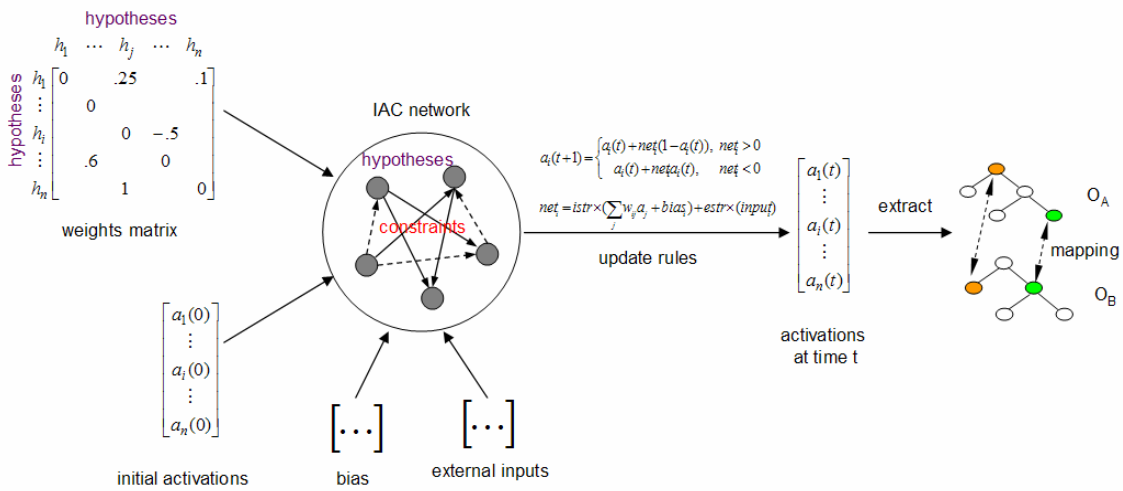 hypotheses
h1 ⋯ hj ⋯ hn
hypotheses
h1 0 .25 .1
⋮ 0
hi 0 -.5
⋮ .6 0
hn 1 0
weights matrix
IAC network
hypotheses
constraints
ai(t+1) = { ai(t)+neti(1−ai(t)), neti > 0
ai(t)+netiai(t), neti < 0
neti = istr×(∑j wijaj+biasi)+estr×(inputi)
update rules
a1(t)
⋮
ai(t)
⋮
an(t)
activations
at time t
extract
OA
mapping
OB
a1(0)
⋮
ai(0)
⋮
an(0)
initial activations
[⋯]
bias
[⋯]
external inputs